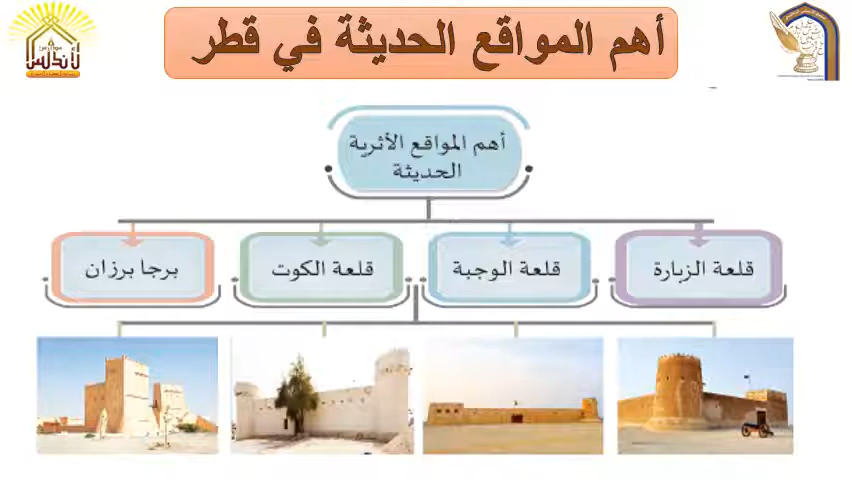 أهم المواقع الحديثة في قطر
أهم المواقع الأثرية
الحديثة
قلعة الزبارة
قلعة الوجبة
قلعة الكوت
برجا برزان